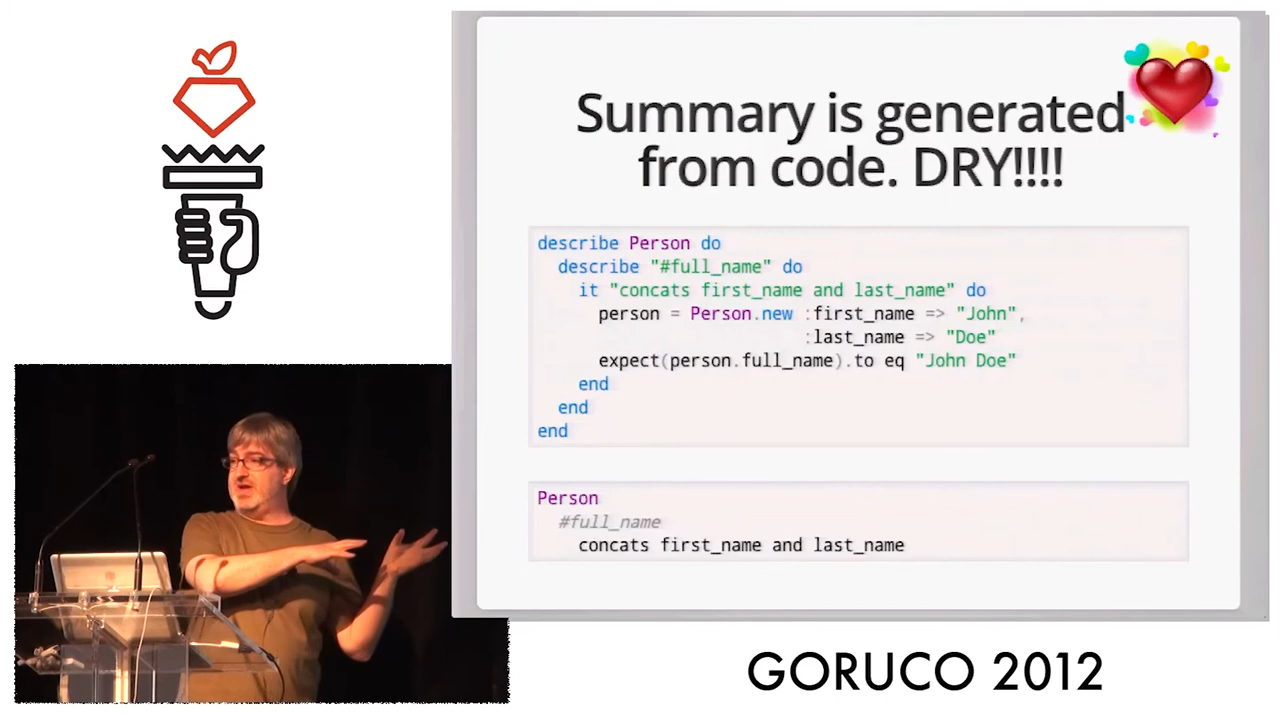 Summary is generated
from code. DRY!!!!
describe Person do
  describe "#full_name" do
    it "concats first_name and last_name" do
      person = Person.new :first_name => "John",
                          :last_name => "Doe"
      expect(person.full_name).to eq "John Doe"
    end
  end
end
Person
  #full_name
    concats first_name and last_name
GORUCO 2012